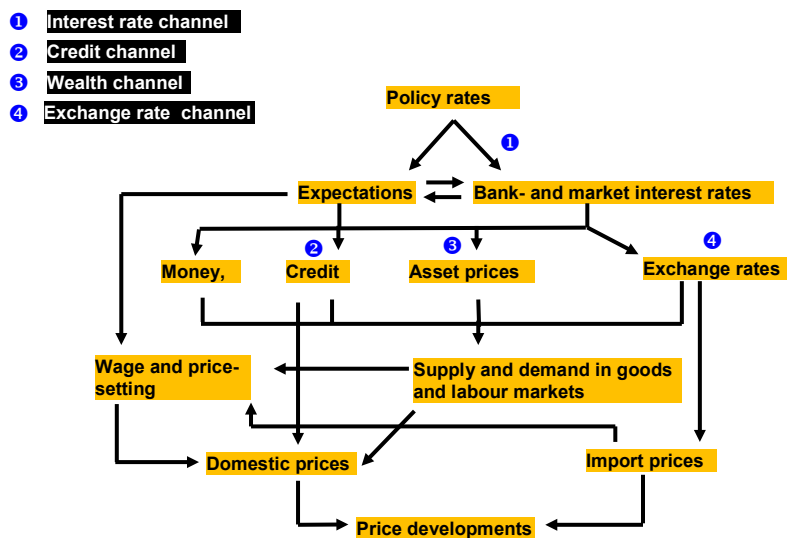 ❶ Interest rate channel
❷ Credit channel
❸ Wealth channel
❹ Exchange rate channel
Policy rates
❶
Expectations
Bank- and market interest rates
❷
❸
❹
Money,
Credit
Asset prices
Exchange rates
Wage and price-
setting
Supply and demand in goods
and labour markets
Domestic prices
Import prices
Price developments